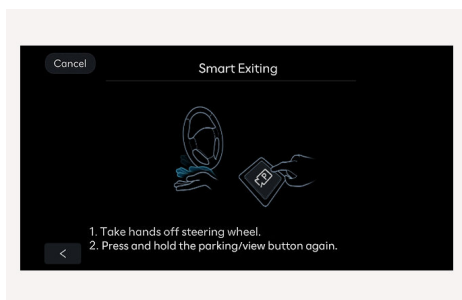 Cancel
Smart Exiting
P
1. Take hands off steering wheel.
2. Press and hold the parking/view button again.